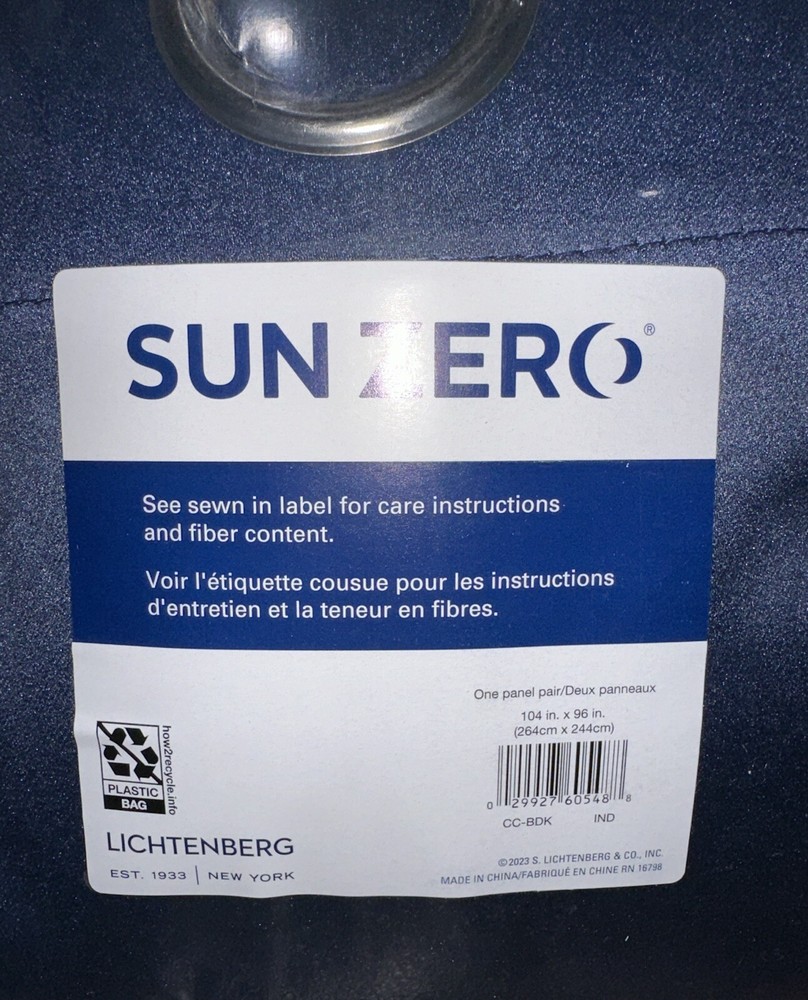 SUN ZERO®
See sewn in label for care instructions
and fiber content.
Voir l'étiquette cousue pour les instructions
d'entretien et la teneur en fibres.
One panel pair/Deux panneaux
104 in. x 96 in.
(264cm x 244cm)
0 29927 60548 8
CC-BDK IND
how2recycle.info
PLASTIC
BAG
LICHTENBERG
EST. 1933 | NEW YORK
©2023 S. LICHTENBERG & CO., INC.
MADE IN CHINA/FABRIQUÉ EN CHINE RN 16798